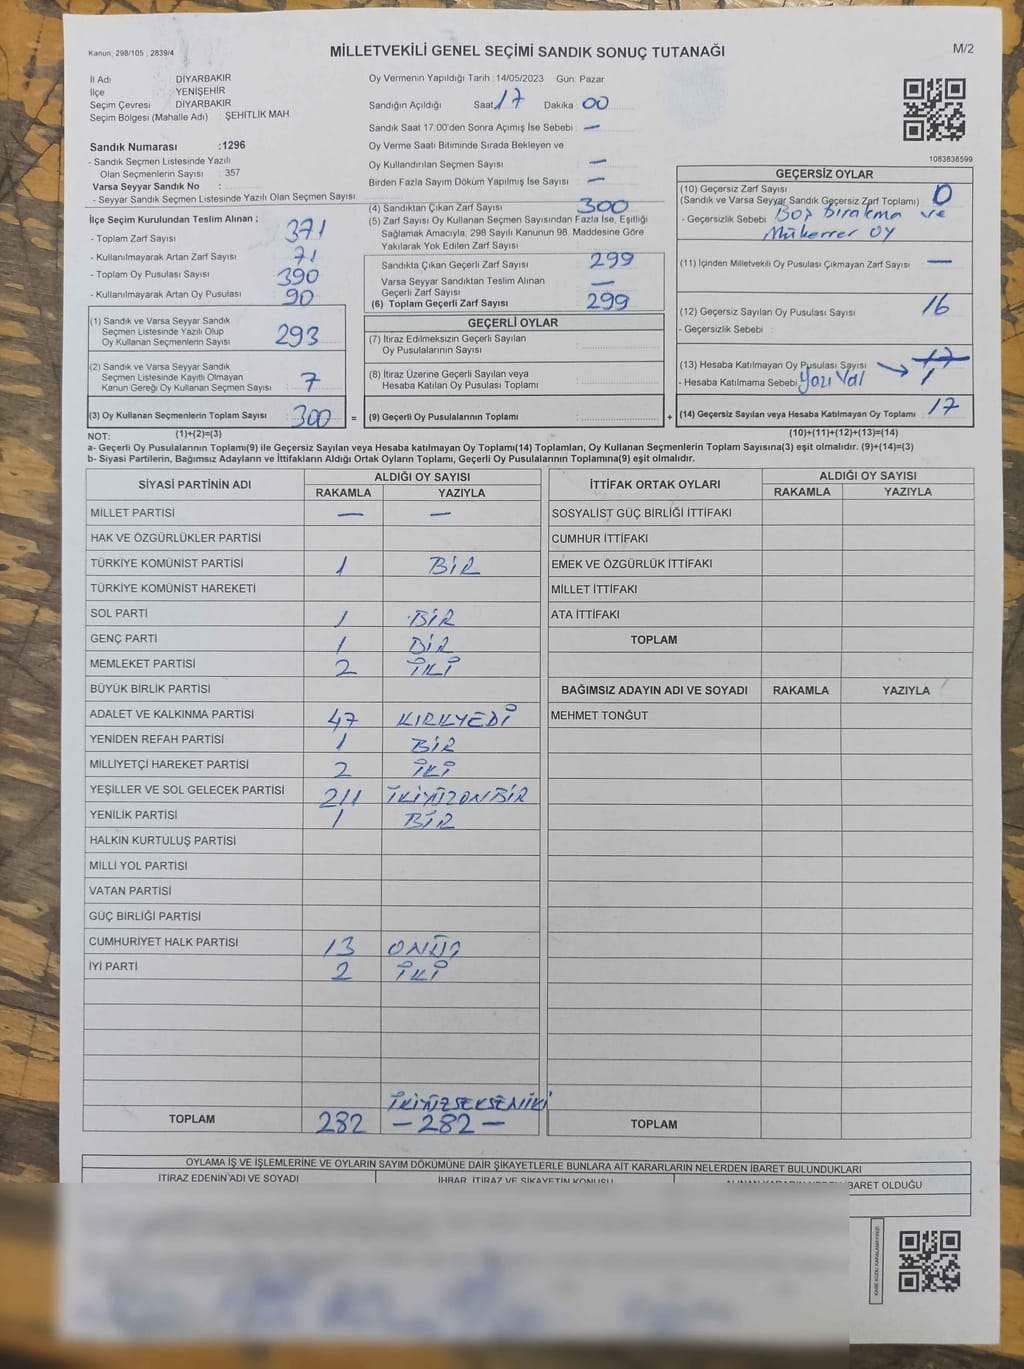 Kanun, 298/105 , 2839/4
MİLLETVEKİLİ GENEL SEÇİMİ SANDIK SONUÇ TUTANAĞI
M/2
İl Adı DİYARBAKIR
İlçe YENİŞEHİR
Seçim Çevresi DİYARBAKIR
Seçim Bölgesi (Mahalle Adı) : ŞEHİTLİK MAH.
Sandık Numarası :1296
- Sandık Seçmen Listesinde Yazılı
Olan Seçmenlerin Sayısı : 357
Varsa Seyyar Sandık No :
- Seyyar Sandık Seçmen Listesinde Yazılı Olan Seçmen Sayısı :
İlçe Seçim Kurulundan Teslim Alınan ;
- Toplam Zarf Sayısı 371
- Kullanılmayarak Artan Zarf Sayısı 71
- Toplam Oy Pusulası Sayısı 390
- Kullanılmayarak Artan Oy Pusulası 90
(1) Sandık ve Varsa Seyyar Sandık
Seçmen Listesinde Yazılı Olup
Oy Kullanan Seçmenlerin Sayısı 293
(2) Sandık ve Varsa Seyyar Sandık
Seçmen Listesinde Kayıtlı Olmayan
Kanun Gereği Oy Kullanan Seçmen Sayısı 7
(3) Oy Kullanan Seçmenlerin Toplam Sayısı 300 =
(1)+(2)=(3)
Oy Vermenin Yapıldığı Tarih : 14/05/2023 Gün: Pazar
Sandığın Açıldığı Saat 17 Dakika 00
Sandık Saat 17.00'den Sonra Açımış İse Sebebi : —
Oy Verme Saati Bitiminde Sırada Bekleyen ve
Oy Kullandırılan Seçmen Sayısı —
Birden Fazla Sayım Döküm Yapılmış İse Sayısı —
(4) Sandıktan Çıkan Zarf Sayısı 300
(5) Zarf Sayısı Oy Kullanan Seçmen Sayısından Fazla İse, Eşitliği
Sağlamak Amacıyla, 298 Sayılı Kanunun 98. Maddesine Göre
Yakılarak Yok Edilen Zarf Sayısı
Sandıkta Çıkan Geçerli Zarf Sayısı 299
Varsa Seyyar Sandıktan Teslim Alınan
Geçerli Zarf Sayısı —
(6) Toplam Geçerli Zarf Sayısı 299
GEÇERLİ OYLAR
(7) İtiraz Edilmeksizin Geçerli Sayılan
Oy Pusulalarının Sayısı
(8) İtiraz Üzerine Geçerli Sayılan veya
Hesaba Katılan Oy Pusulası Toplamı
(9) Geçerli Oy Pusulalarının Toplamı +
1083838599
GEÇERSİZ OYLAR
(10) Geçersiz Zarf Sayısı 0
(Sandık ve Varsa Seyyar Sandık Geçersiz Zarf Toplamı)
- Geçersizlik Sebebi Boş Bırakma ve
Mükerrer OY
(11) İçinden Milletvekili Oy Pusulası Çıkmayan Zarf Sayısı —
(12) Geçersiz Sayılan Oy Pusulası Sayısı 16
- Geçersizlik Sebebi :
(13) Hesaba Katılmayan Oy Pusulası Sayısı 17
- Hesaba Katılmama Sebebi Yazı Val 1
(14) Geçersiz Sayılan veya Hesaba Katılmayan Oy Toplamı 17
(10)+(11)+(12)+(13)=(14)
NOT:
a- Geçerli Oy Pusulalarının Toplamı(9) ile Geçersiz Sayılan veya Hesaba katılmayan Oy Toplamı(14) Toplamları, Oy Kullanan Seçmenlerin Toplam Sayısına(3) eşit olmalıdır. (9)+(14)=(3)
b- Siyasi Partilerin, Bağımsız Adayların ve İttifakların Aldığı Ortak Oyların Toplamı, Geçerli Oy Pusulalarının Toplamına(9) eşit olmalıdır.
SİYASİ PARTİNİN ADI ALDIĞI OY SAYISI
RAKAMLA YAZIYLA
MİLLET PARTİSİ — —
HAK VE ÖZGÜRLÜKLER PARTİSİ
TÜRKİYE KOMÜNİST PARTİSİ 1 BİR
TÜRKİYE KOMÜNİST HAREKETİ
SOL PARTİ 1 BİR
GENÇ PARTİ 1 BİR
MEMLEKET PARTİSİ 2 İKİ
BÜYÜK BİRLİK PARTİSİ
ADALET VE KALKINMA PARTİSİ 47 KIRKYEDİ
YENİDEN REFAH PARTİSİ 1 BİR
MİLLİYETÇİ HAREKET PARTİSİ 2 İKİ
YEŞİLLER VE SOL GELECEK PARTİSİ 211 İKİYÜZONBİR
YENİLİK PARTİSİ 1 BİR
HALKIN KURTULUŞ PARTİSİ
MİLLİ YOL PARTİSİ
VATAN PARTİSİ
GÜÇ BİRLİĞİ PARTİSİ
CUMHURİYET HALK PARTİSİ 13 ONÜÇ
İYİ PARTİ 2 İKİ
İKİYÜZSEKSENİKİ
TOPLAM 282 — 282 —
İTTİFAK ORTAK OYLARI ALDIĞI OY SAYISI
RAKAMLA YAZIYLA
SOSYALİST GÜÇ BİRLİĞİ İTTİFAKI
CUMHUR İTTİFAKI
EMEK VE ÖZGÜRLÜK İTTİFAKI
MİLLET İTTİFAKI
ATA İTTİFAKI
TOPLAM
BAĞIMSIZ ADAYIN ADI VE SOYADI RAKAMLA YAZIYLA
MEHMET TONĞUT
TOPLAM
OYLAMA İŞ VE İŞLEMLERİNE VE OYLARIN SAYIM DÖKÜMÜNE DAİR ŞİKAYETLERLE BUNLARA AİT KARARLARIN NELERDEN İBARET BULUNDUKLARI
İTİRAZ EDENİN ADI VE SOYADI İHBAR, İTİRAZ VE ŞİKAYETİN KONUSU İBARET OLDUĞU